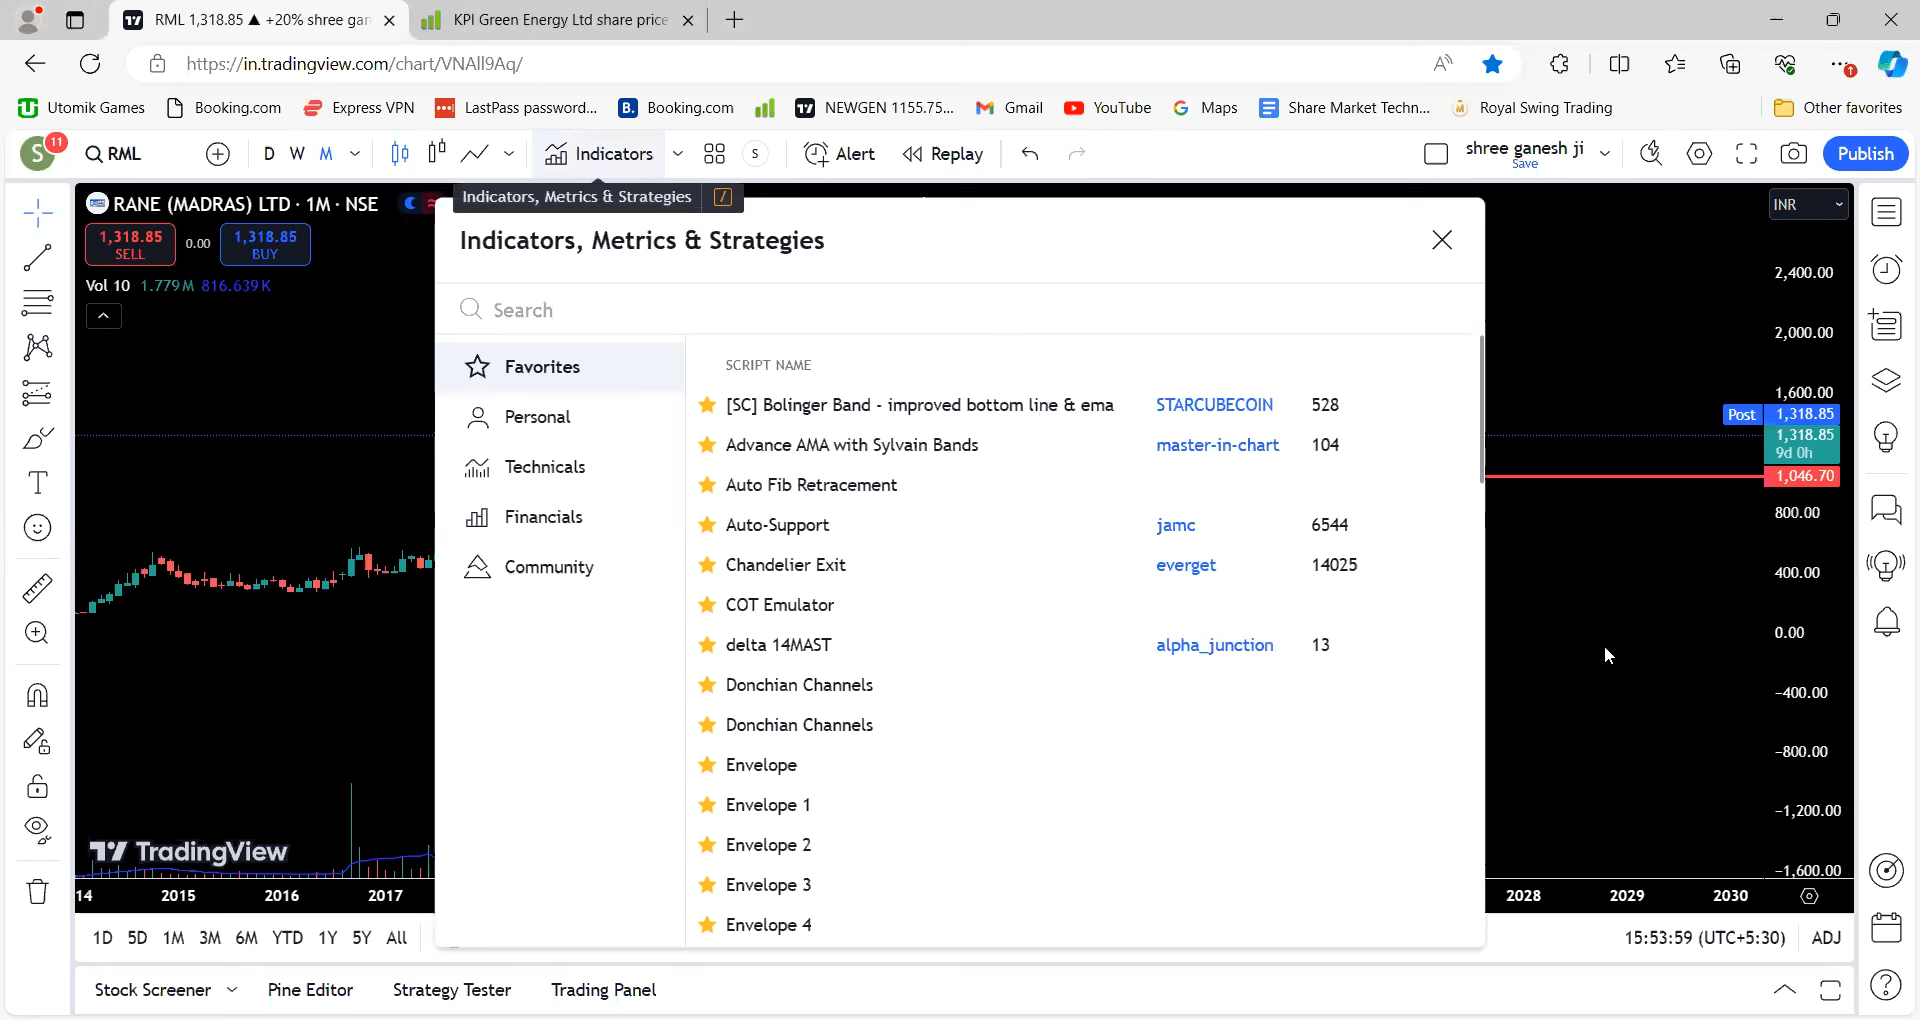 RML 1,318.85 ▲ +20% shree gan
KPI Green Energy Ltd share price
https://in.tradingview.com/chart/VNAll9Aq/
Utomik Games
Booking.com
Express VPN
LastPass password...
B. Booking.com
NEWGEN 1155.75...
Gmail
YouTube
Maps
Share Market Techn...
Royal Swing Trading
Other favorites
S 11
RML
D W M
Indicators
S
Alert
Replay
shree ganesh ji
Save
Publish
RANE (MADRAS) LTD · 1M · NSE
Indicators, Metrics & Strategies /
INR
1,318.85
SELL
0.00
1,318.85
BUY
Vol 10 1.779M 816.639K
Indicators, Metrics & Strategies
Search
Favorites
Personal
Technicals
Financials
Community
SCRIPT NAME
[SC] Bolinger Band - improved bottom line & ema STARCUBECOIN 528
Advance AMA with Sylvain Bands master-in-chart 104
Auto Fib Retracement
Auto-Support jamc 6544
Chandelier Exit everget 14025
COT Emulator
delta 14MAST alpha_junction 13
Donchian Channels
Donchian Channels
Envelope
Envelope 1
Envelope 2
Envelope 3
Envelope 4
2,400.00
2,000.00
1,600.00
Post 1,318.85
1,318.85
9d 0h
1,046.70
800.00
400.00
0.00
-400.00
-800.00
-1,200.00
-1,600.00
TradingView
14 2015 2016 2017 2028 2029 2030
1D 5D 1M 3M 6M YTD 1Y 5Y All
15:53:59 (UTC+5:30) ADJ
Stock Screener Pine Editor Strategy Tester Trading Panel